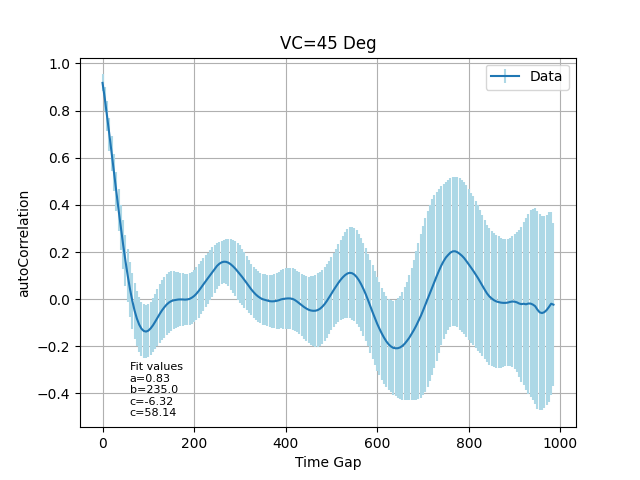 VC=45 Deg
1.0
0.8
0.6
0.4
0.2
0.0
−0.2
−0.4
autoCorrelation
Data
Fit values
a=0.83
b=235.0
c=-6.32
c=58.14
0 200 400 600 800 1000
Time Gap